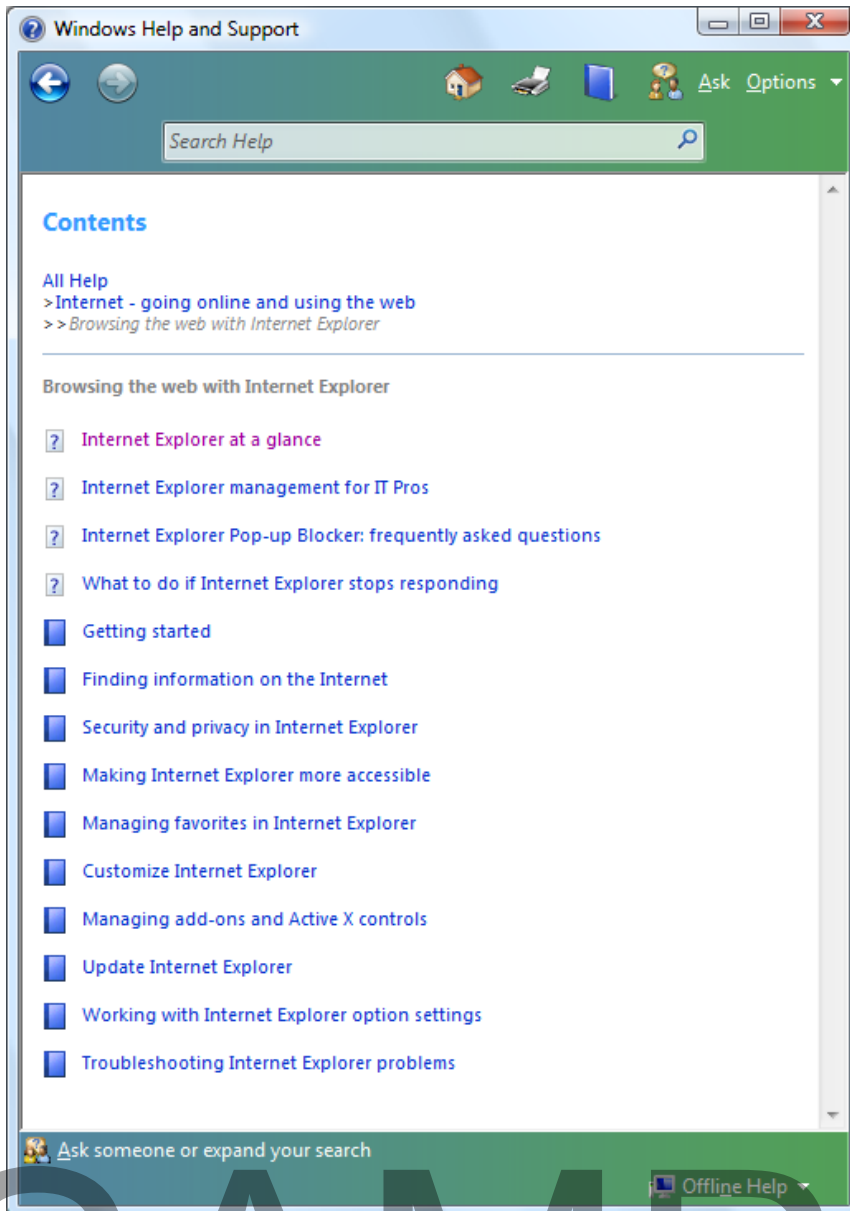 Windows Help and Support
Ask Options
Search Help
Contents
All Help
>Internet - going online and using the web
>>Browsing the web with Internet Explorer
Browsing the web with Internet Explorer
? Internet Explorer at a glance
? Internet Explorer management for IT Pros
? Internet Explorer Pop-up Blocker: frequently asked questions
? What to do if Internet Explorer stops responding
Getting started
Finding information on the Internet
Security and privacy in Internet Explorer
Making Internet Explorer more accessible
Managing favorites in Internet Explorer
Customize Internet Explorer
Managing add-ons and Active X controls
Update Internet Explorer
Working with Internet Explorer option settings
Troubleshooting Internet Explorer problems
Ask someone or expand your search
Offline Help